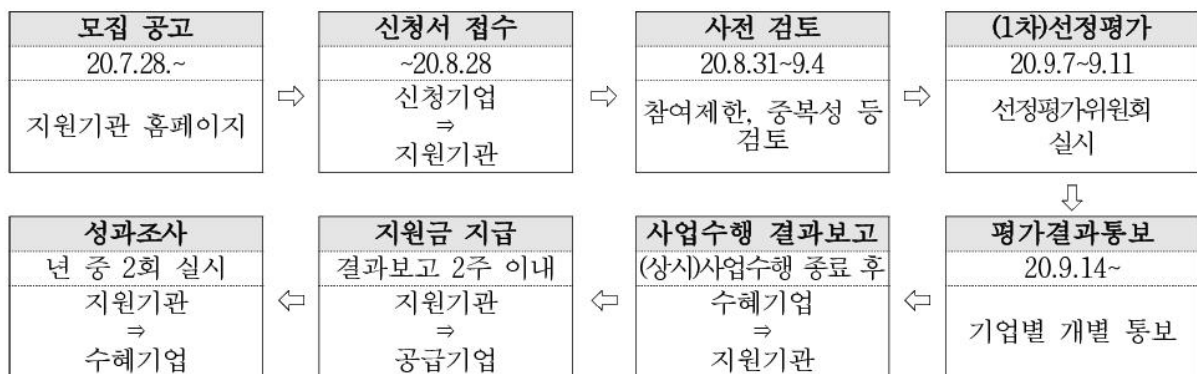 모집 공고
20.7.28.~
지원기관 홈페이지
⇨
신청서 접수
~20.8.28
신청기업
⇒
지원기관
⇨
사전 검토
20.8.31~9.4
참여제한, 중복성 등
검토
⇨
(1차)선정평가
20.9.7~9.11
선정평가위원회
실시
⇩
평가결과통보
20.9.14~
기업별 개별 통보
⇦
사업수행 결과보고
(상시)사업수행 종료 후
수혜기업
⇒
지원기관
⇦
지원금 지급
결과보고 2주 이내
지원기관
⇒
공급기업
⇦
성과조사
년 중 2회 실시
지원기관
⇒
수혜기업